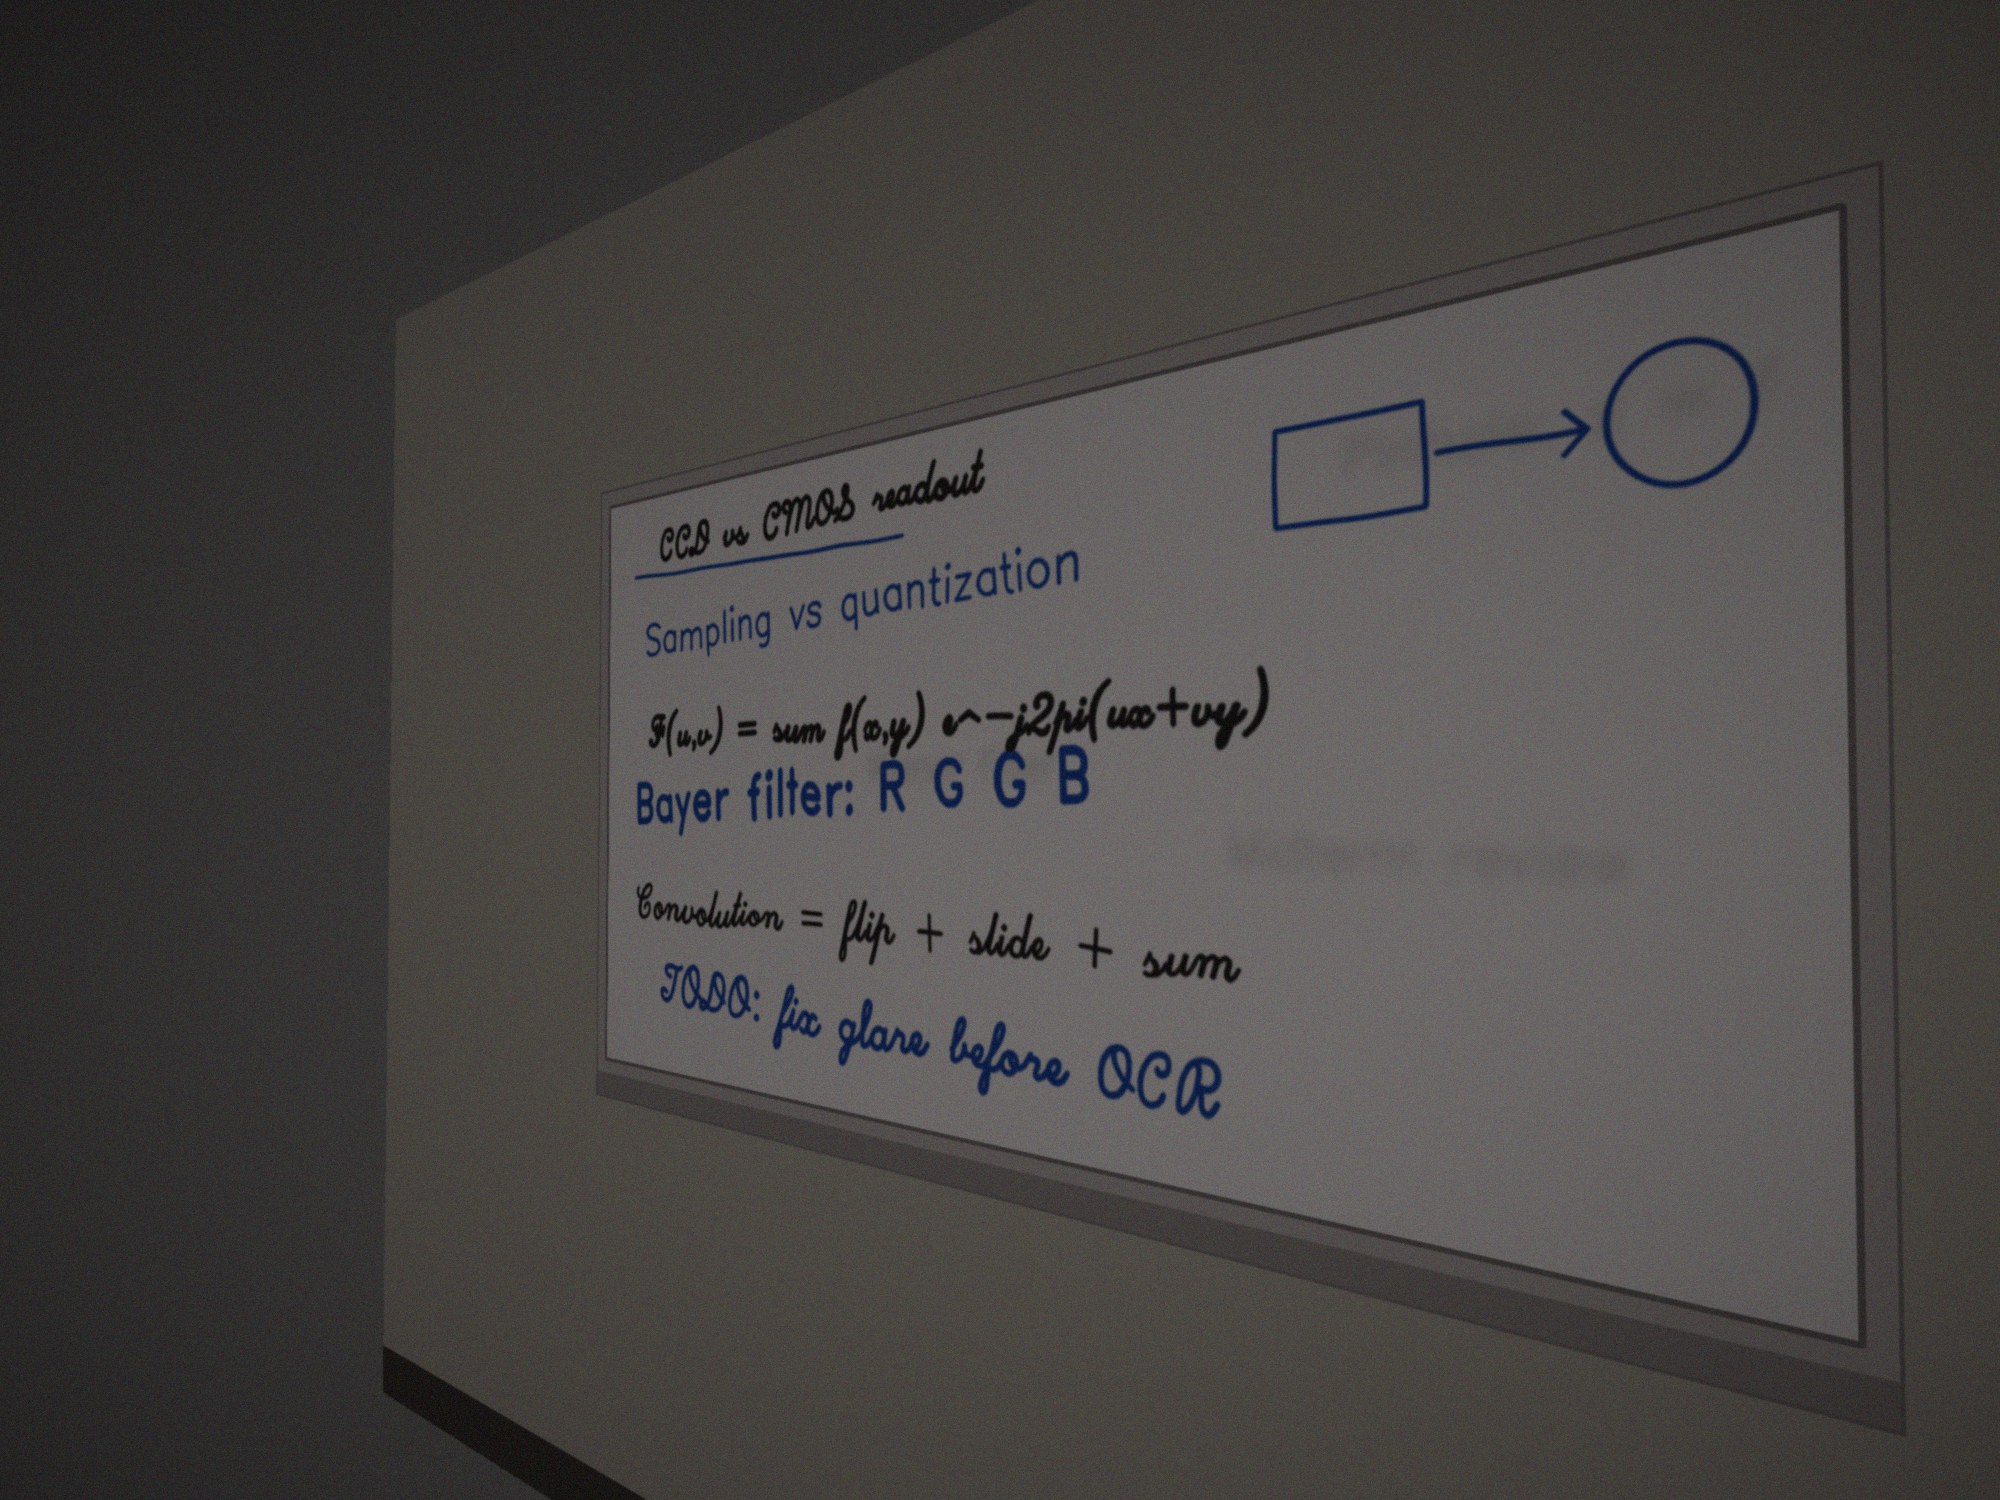 CCD vs CMOS readout
Sampling vs quantization
F(u,v) = sum f(x,y) e^-j2pi(ux+vy)
Bayer filter: R G G B
Convolution = flip + slide + sum
TODO: fix glare before OCR